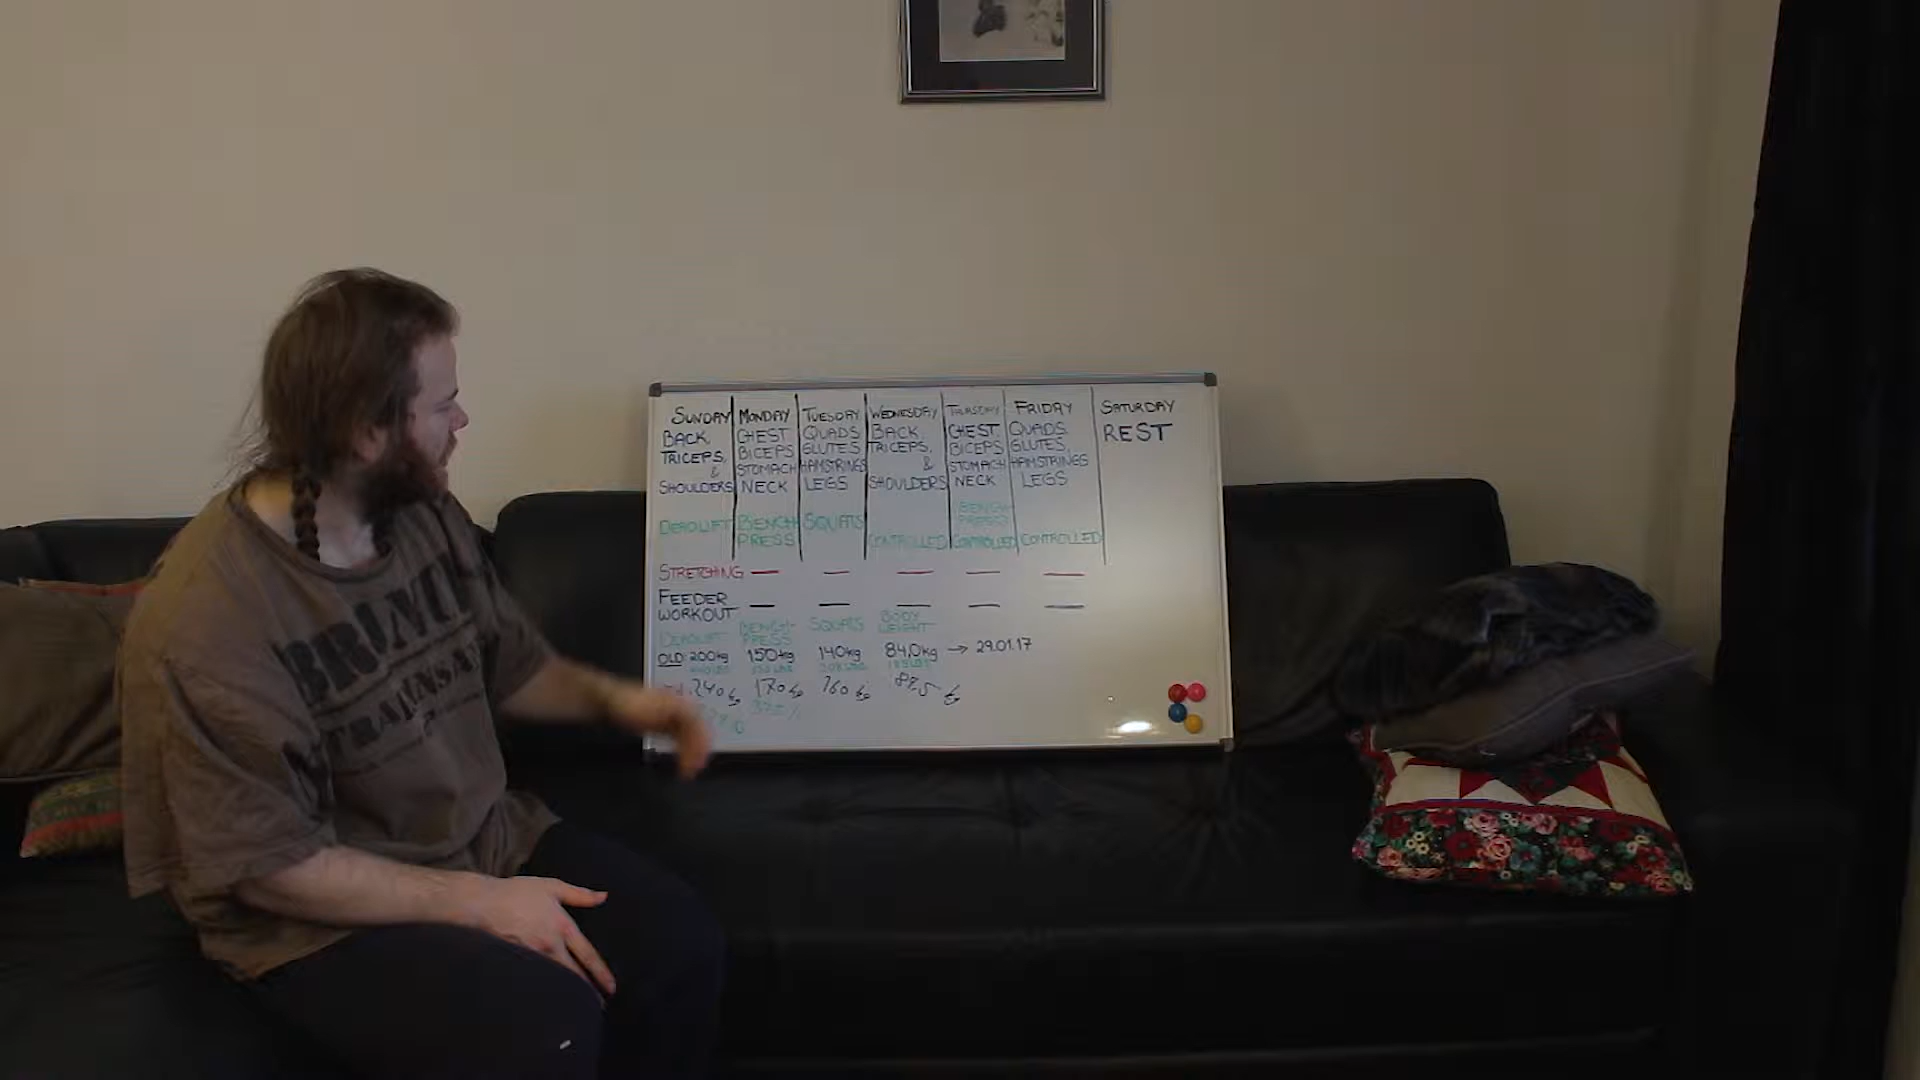 SUNDAY MONDAY TUESDAY WEDNESDAY THURSDAY FRIDAY SATURDAY
BACK, CHEST, QUADS, BACK, CHEST, QUADS, REST
TRICEPS, BICEPS GLUTES, TRICEPS, BICEPS GLUTES,
& STOMACH HAMSTRINGS & STOMACH HAMSTRINGS
SHOULDERS NECK LEGS SHOULDERS NECK LEGS
DEADLIFT BENCH- SQUATS BENCH-
PRESS PRESS
CONTROLLED CONTROLLED CONTROLLED
STRETCHING — — — — —
FEEDER
WORKOUT — — — — —
DEADLIFT BENCH- SQUATS BODY
PRESS WEIGHT
OLD: 200kg 150kg 140kg 84,0kg → 29.01.17
240kg 170kg 160kg